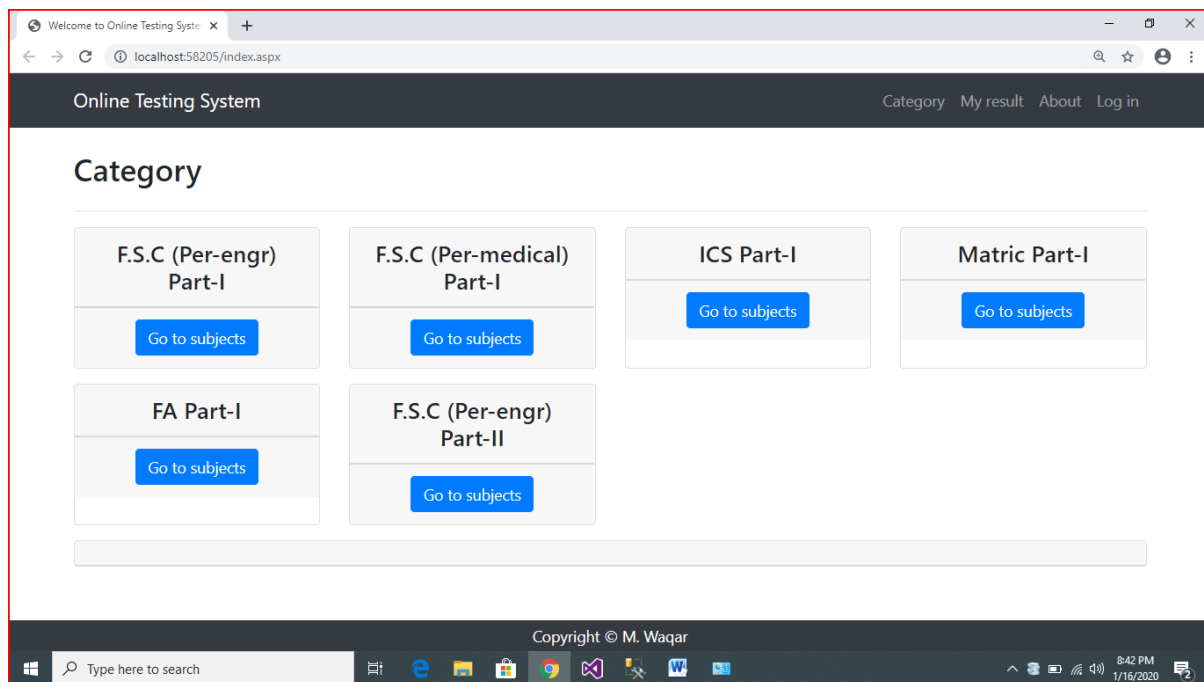 Welcome to Online Testing Syste
localhost:58205/index.aspx
Online Testing System
Category My result About Log in
Category
F.S.C (Per-engr)
Part-I
Go to subjects
F.S.C (Per-medical)
Part-I
Go to subjects
ICS Part-I
Go to subjects
Matric Part-I
Go to subjects
FA Part-I
Go to subjects
F.S.C (Per-engr)
Part-II
Go to subjects
Copyright © M. Waqar
Type here to search
8:42 PM
1/16/2020
2